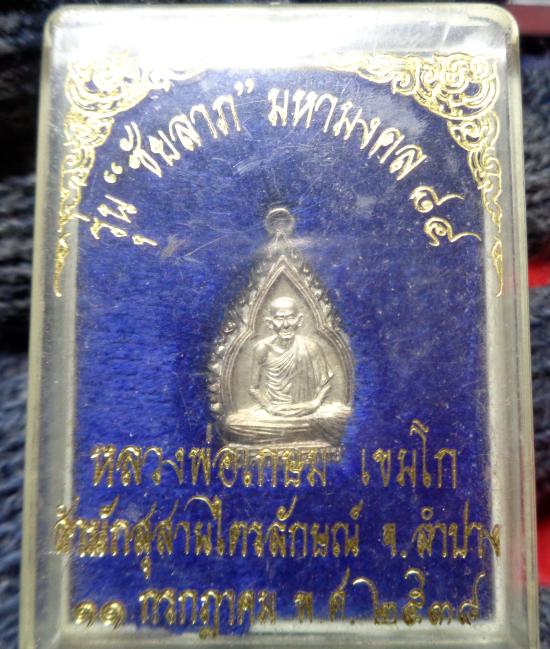 รุ่น "ชัยลาภ" มหามงคล ๘๔
หลวงพ่อเกษม เขมโก
สำนักสุสานไตรลักษณ์ จ.ลำปาง
๑๑ กรกฎาคม พ.ศ.๒๕๓๘